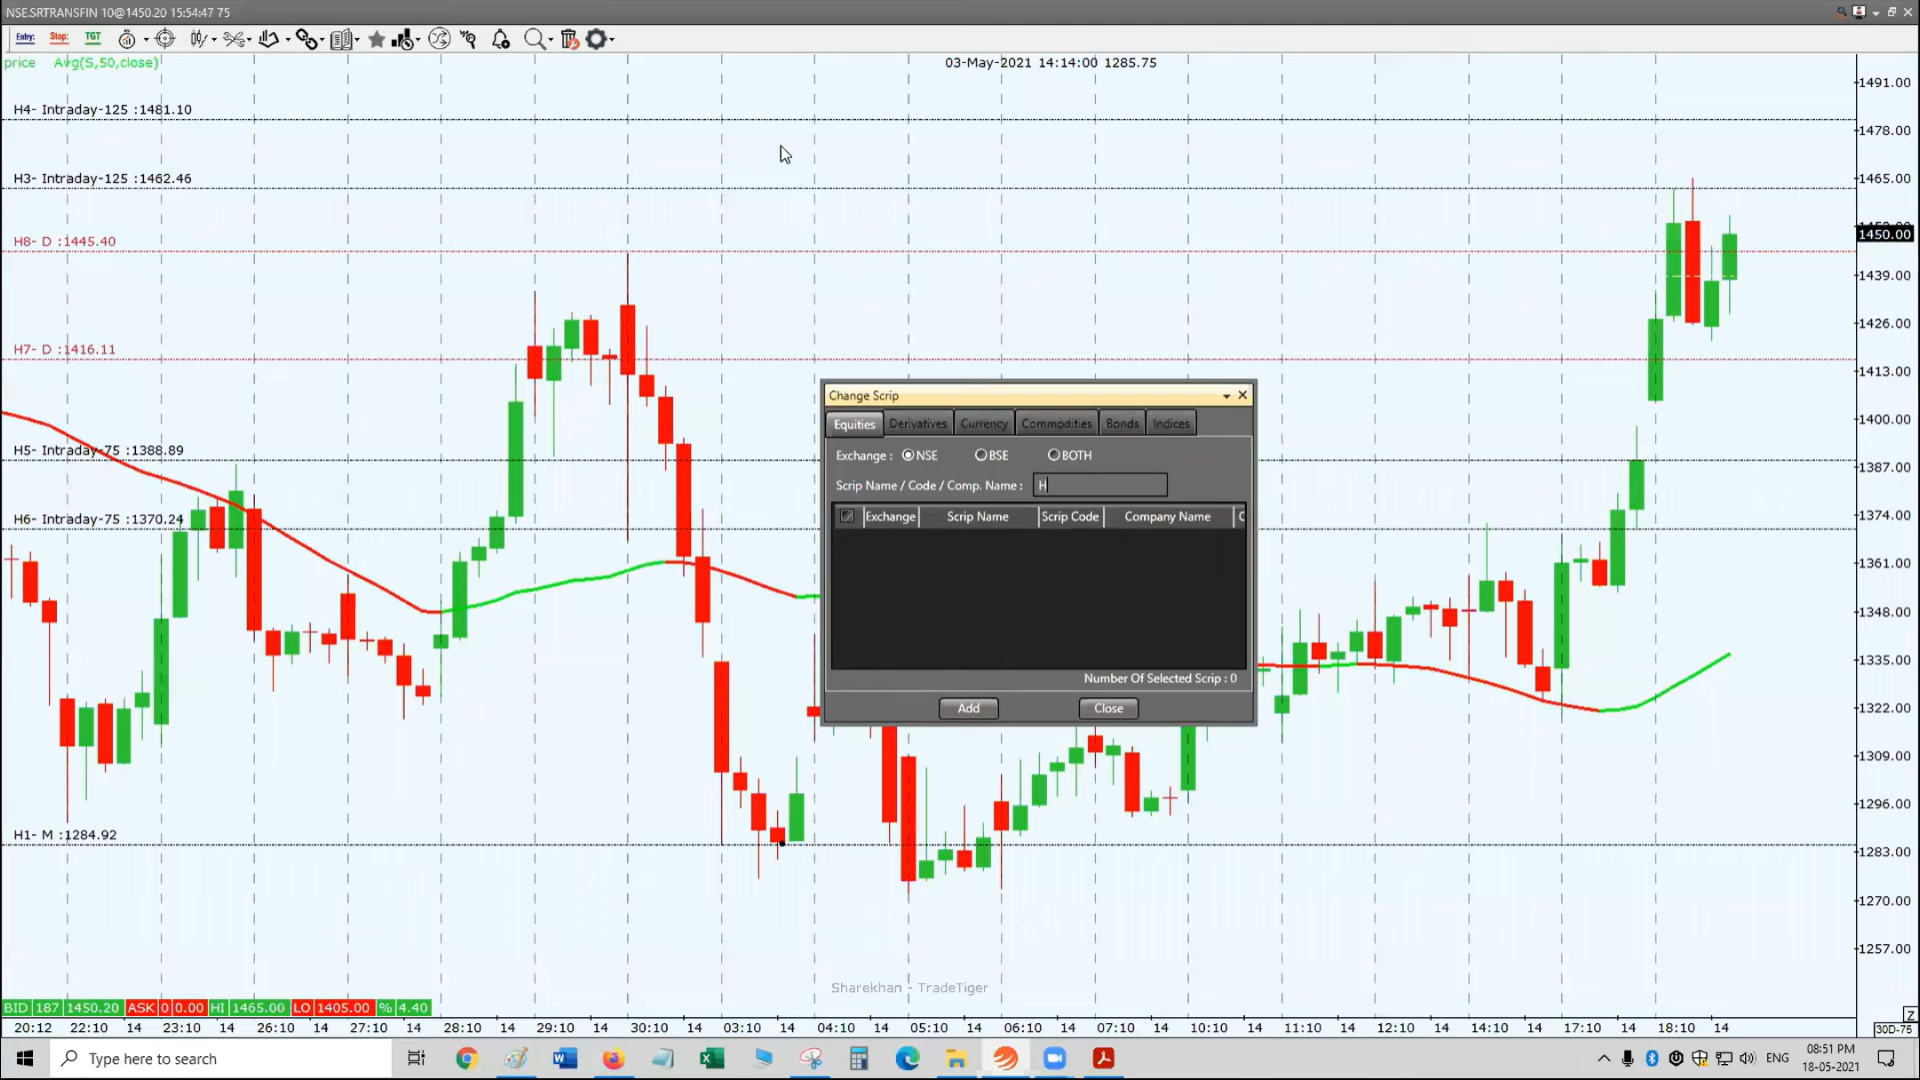 NSE.SRTRANSFIN 10@1450.20 15:54:47 75
Entry: Stop: TGT
price Avg(S,50,close)
03-May-2021 14:14:00 1285.75
1491.00
H4- Intraday-125 :1481.10
1478.00
H3- Intraday-125 :1462.46
1465.00
H8- D :1445.40
1450.00
1439.00
1426.00
H7- D :1416.11
1413.00
1400.00
H5- Intraday-75 :1388.89
1387.00
H6- Intraday-75 :1370.24
1374.00
1361.00
1348.00
1335.00
1322.00
1309.00
1296.00
H1- M :1284.92
1283.00
1270.00
1257.00
Change Scrip
Equities Derivatives Currency Commodities Bonds Indices
Exchange : NSE BSE BOTH
Scrip Name / Code / Comp. Name : H
Exchange Scrip Name Scrip Code Company Name C
Number Of Selected Scrip : 0
Add Close
Sharekhan - TradeTiger
BID 187 1450.20 ASK 0 0.00 HI 1465.00 LO 1405.00 % 4.40
Z
20:12 22:10 14 23:10 14 26:10 14 27:10 14 28:10 14 29:10 14 30:10 14 03:10 14 04:10 14 05:10 14 06:10 14 07:10 14 10:10 14 11:10 14 12:10 14 14:10 14 17:10 14 18:10 14
30D-75
Type here to search
ENG
08:51 PM
18-05-2021